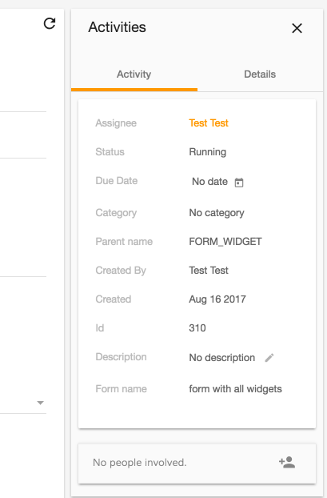 Activities
Activity Details
Assignee Test Test
Status Running
Due Date No date
Category No category
Parent name FORM_WIDGET
Created By Test Test
Created Aug 16 2017
Id 310
Description No description
Form name form with all widgets
No people involved.